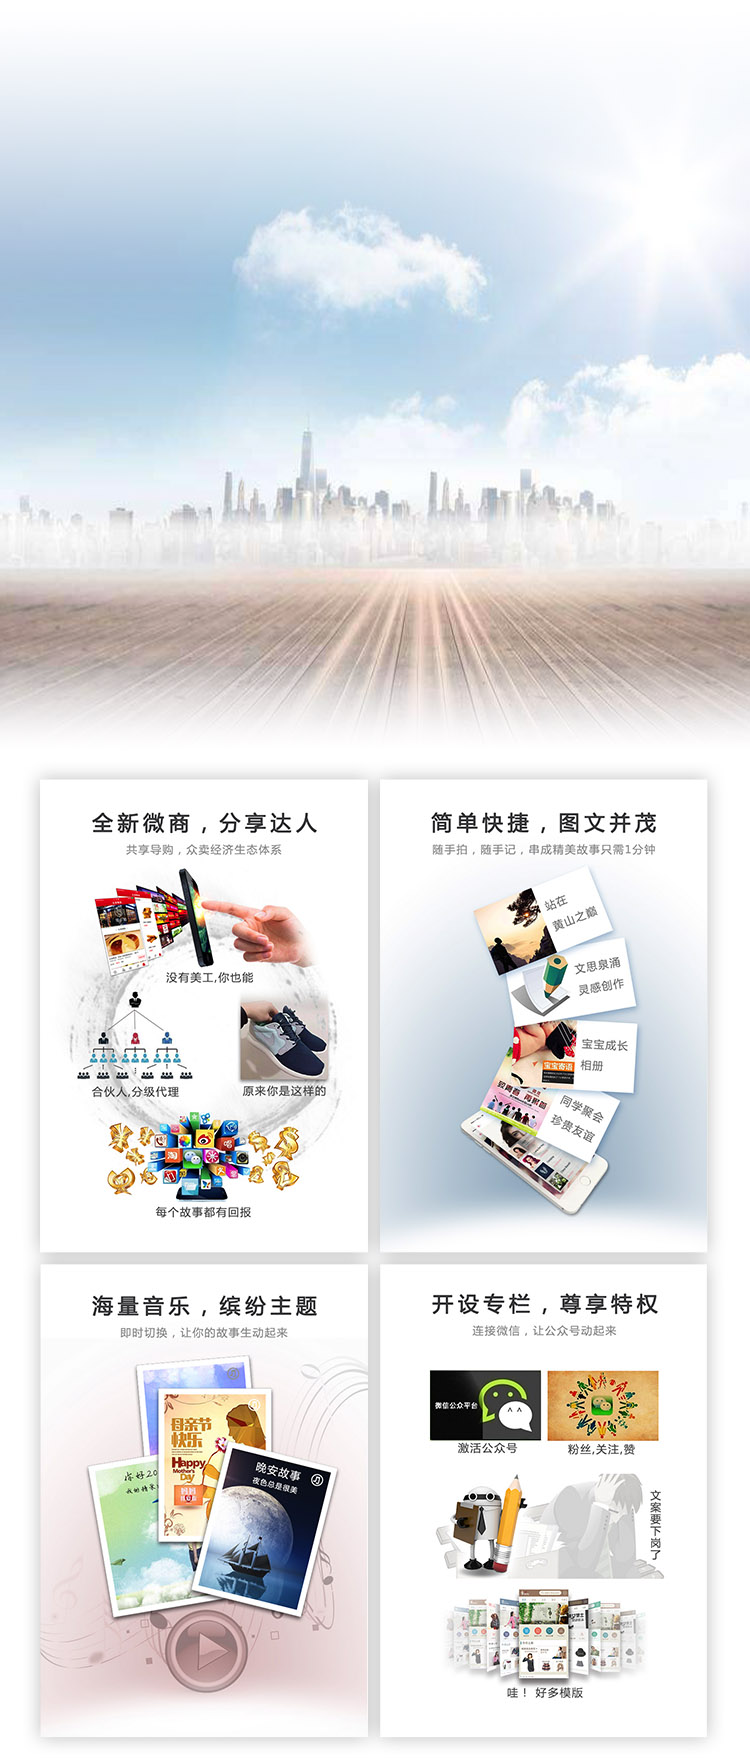 全新微商，分享达人
共享导购，众卖经济生态体系
没有美工,你也能
合伙人,分级代理
原来你是这样的
每个故事都有回报
简单快捷，图文并茂
随手拍，随手记，串成精美故事只需1分钟
站在
黄山之巅
文思泉涌
灵感创作
宝宝成长
相册
宝宝寄语
同学聚会
珍贵友谊
海量音乐，缤纷主题
即时切换，让你的故事生动起来
母亲节
快乐
Happy
Mother's
Day
晚安故事
夜色总是很美
你好20
开设专栏，尊享特权
连接微信，让公众号动起来
微信公众平台
激活公众号
粉丝,关注,赞
文案要下岗了
哇！好多模版